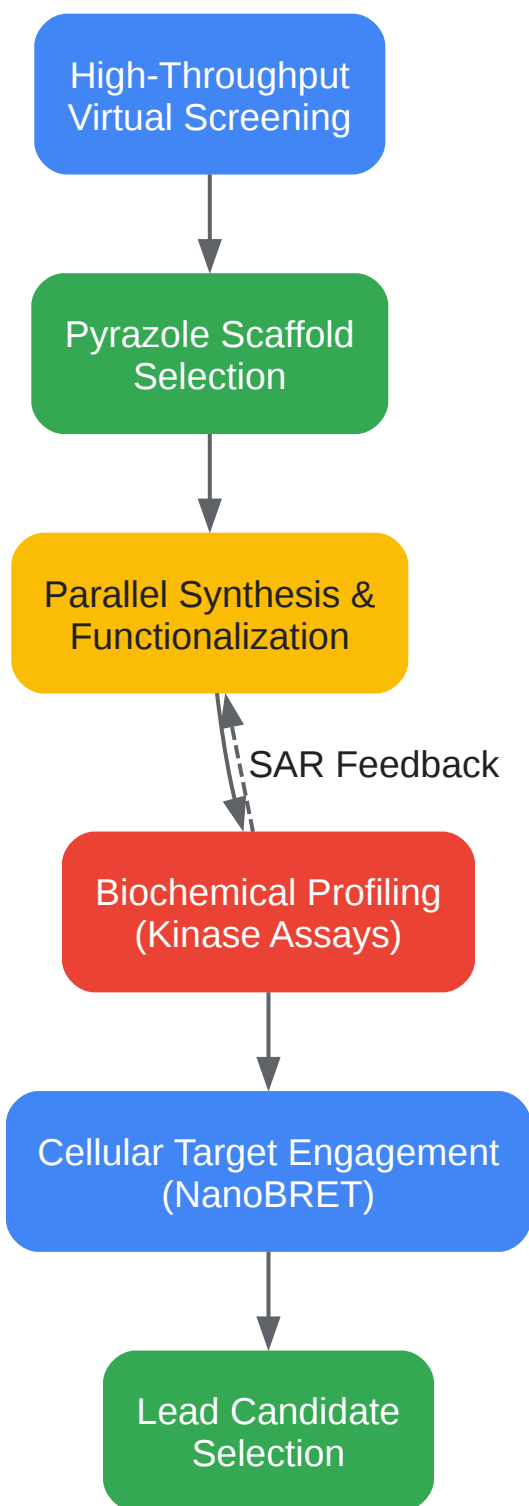 High-Throughput
Virtual Screening
Pyrazole Scaffold
Selection
Parallel Synthesis &
Functionalization
SAR Feedback
Biochemical Profiling
(Kinase Assays)
Cellular Target Engagement
(NanoBRET)
Lead Candidate
Selection